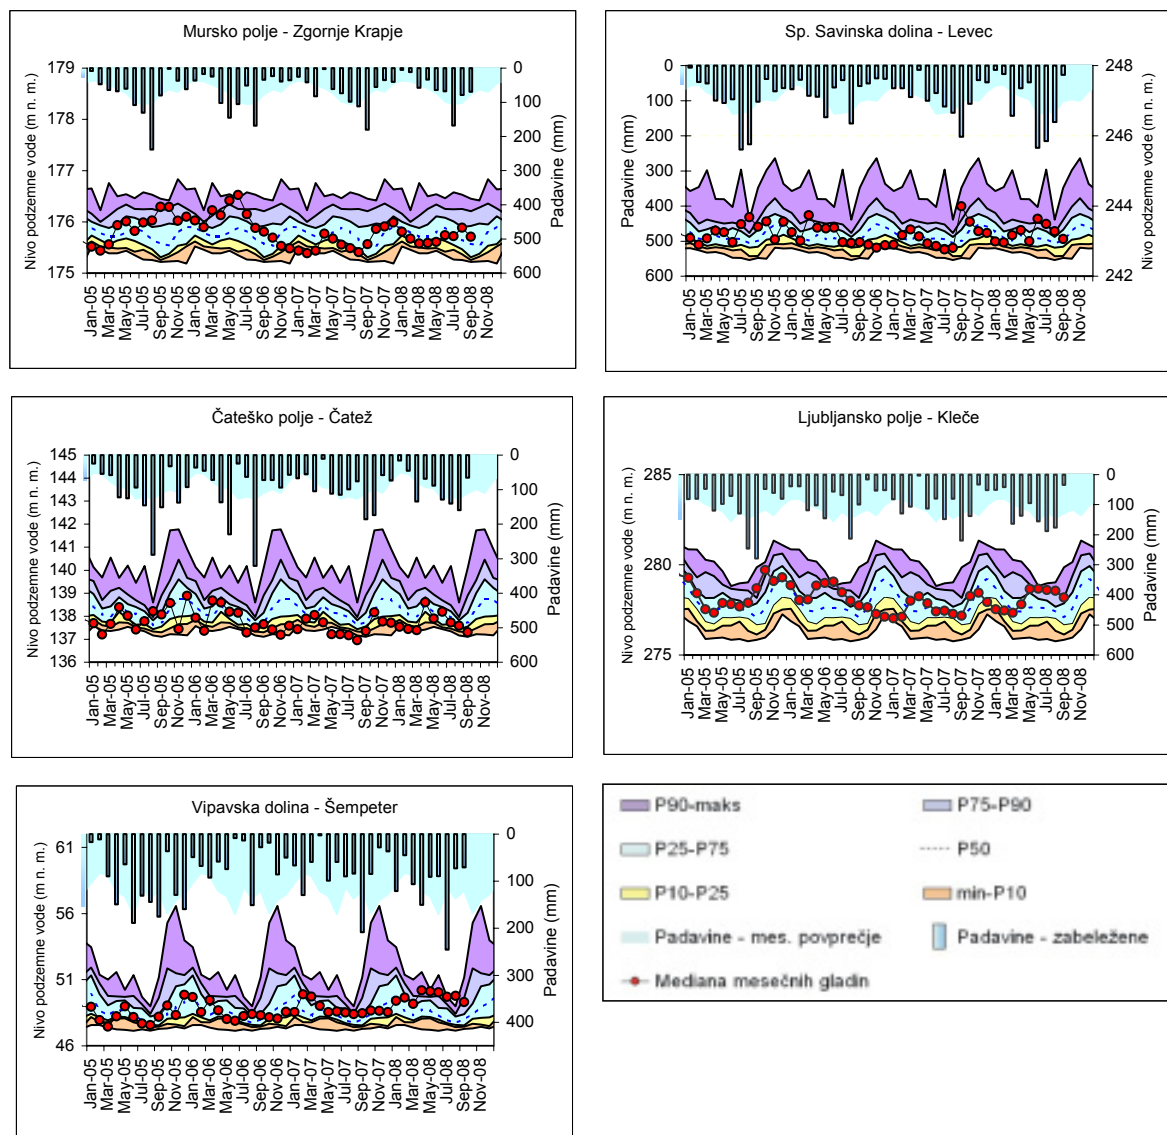 Mursko polje - Zgornje Krapje
Nivo podzemne vode (m n. m.)
179
178
177
176
175
0
100
200
300
400
500
600
Padavine (mm)
Jan-05 Mar-05 May-05 Jul-05 Sep-05 Nov-05 Jan-06 Mar-06 May-06 Jul-06 Sep-06 Nov-06 Jan-07 Mar-07 May-07 Jul-07 Sep-07 Nov-07 Jan-08 Mar-08 May-08 Jul-08 Sep-08 Nov-08
Sp. Savinska dolina - Levec
Padavine (mm)
0
100
200
300
400
500
600
248
246
244
242
Nivo podzemne vode (m n. m.)
Jan-05 Mar-05 May-05 Jul-05 Sep-05 Nov-05 Jan-06 Mar-06 May-06 Jul-06 Sep-06 Nov-06 Jan-07 Mar-07 May-07 Jul-07 Sep-07 Nov-07 Jan-08 Mar-08 May-08 Jul-08 Sep-08 Nov-08
Čateško polje - Čatež
Nivo podzemne vode (m n. m.)
145
144
143
142
141
140
139
138
137
136
0
100
200
300
400
500
600
Padavine (mm)
Jan-05 Mar-05 May-05 Jul-05 Sep-05 Nov-05 Jan-06 Mar-06 May-06 Jul-06 Sep-06 Nov-06 Jan-07 Mar-07 May-07 Jul-07 Sep-07 Nov-07 Jan-08 Mar-08 May-08 Jul-08 Sep-08 Nov-08
Ljubljansko polje - Kleče
Nivo podzemne vode (m n. m.)
285
280
275
0
100
200
300
400
500
600
Padavine (mm)
Jan-05 Mar-05 May-05 Jul-05 Sep-05 Nov-05 Jan-06 Mar-06 May-06 Jul-06 Sep-06 Nov-06 Jan-07 Mar-07 May-07 Jul-07 Sep-07 Nov-07 Jan-08 Mar-08 May-08 Jul-08 Sep-08 Nov-08
Vipavska dolina - Šempeter
Nivo podzemne vode (m n. m.)
61
56
51
46
0
100
200
300
400
Padavine (mm)
Jan-05 Mar-05 May-05 Jul-05 Sep-05 Nov-05 Jan-06 Mar-06 May-06 Jul-06 Sep-06 Nov-06 Jan-07 Mar-07 May-07 Jul-07 Sep-07 Nov-07 Jan-08 Mar-08 May-08 Jul-08 Sep-08 Nov-08
P90-maks P75-P90
P25-P75 P50
P10-P25 min-P10
Padavine - mes. povprečje Padavine - zabeležene
Mediana mesečnih gladin